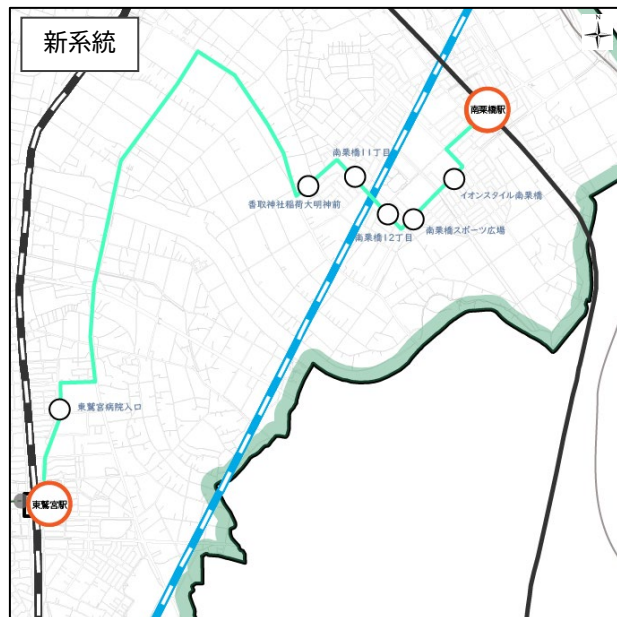 新系統
N
南栗橋駅
南栗橋11丁目
イオンスタイル南栗橋
香取神社稲荷大明神前
南栗橋12丁目
南栗橋スポーツ広場
東鷲宮病院入口
東鷲宮駅